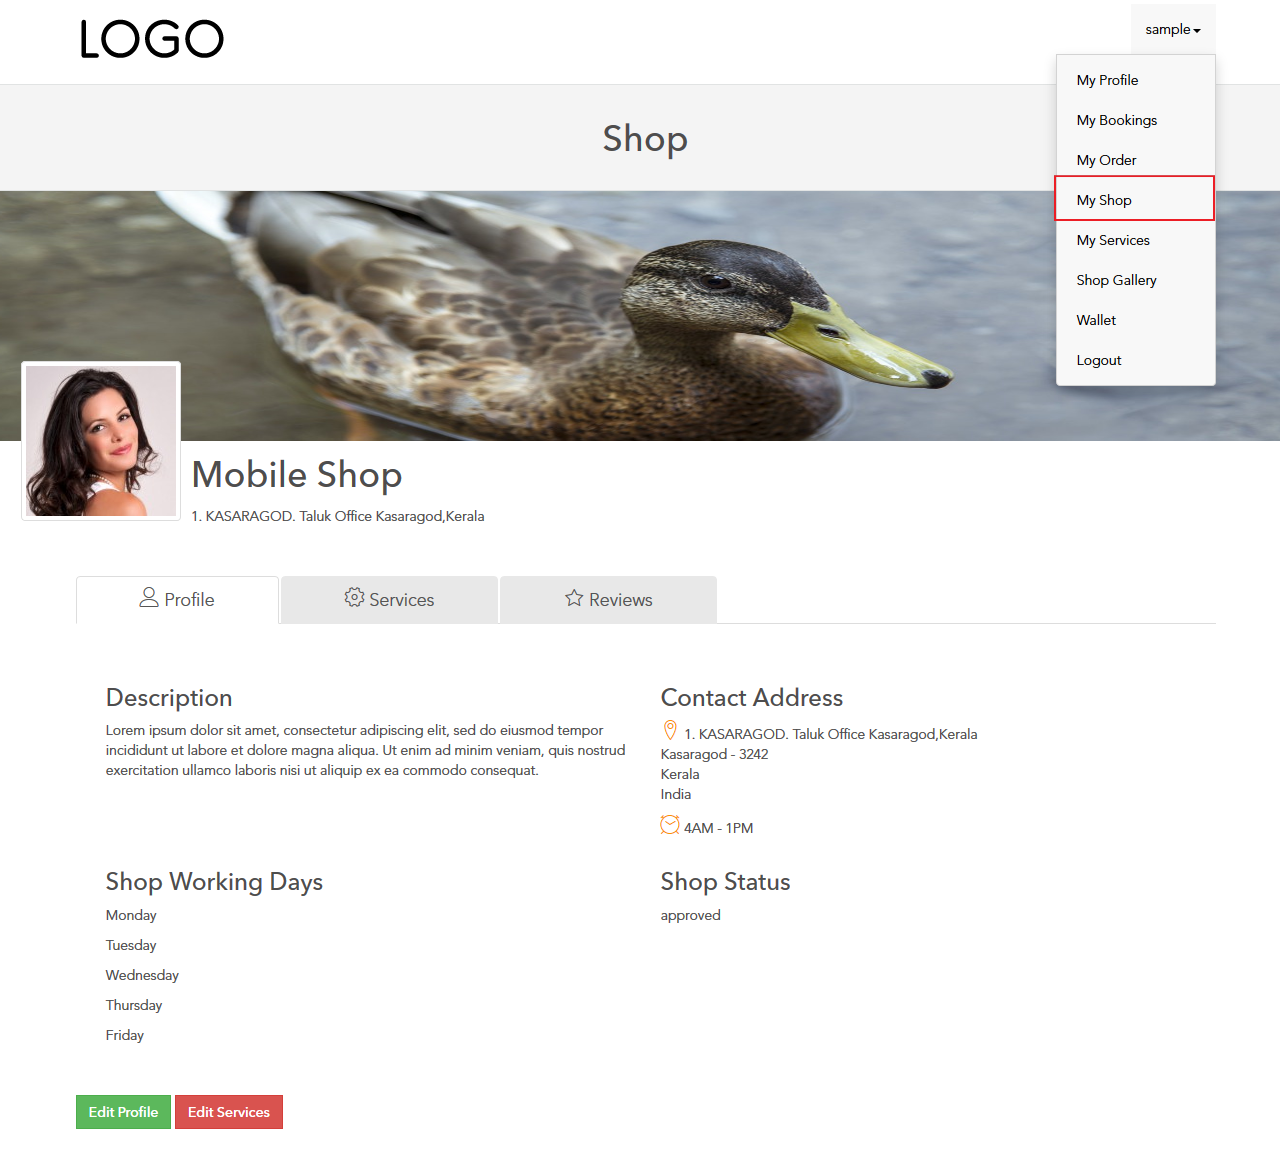 LOGO
sample
My Profile
My Bookings
My Order
My Shop
My Services
Shop Gallery
Wallet
Logout
Shop
Mobile Shop
1. KASARAGOD. Taluk Office Kasaragod,Kerala
Profile
Services
Reviews
Description
Lorem ipsum dolor sit amet, consectetur adipiscing elit, sed do eiusmod tempor
incididunt ut labore et dolore magna aliqua. Ut enim ad minim veniam, quis nostrud
exercitation ullamco laboris nisi ut aliquip ex ea commodo consequat.
Contact Address
1. KASARAGOD. Taluk Office Kasaragod,Kerala
Kasaragod - 3242
Kerala
India
4AM - 1PM
Shop Working Days
Monday
Tuesday
Wednesday
Thursday
Friday
Shop Status
approved
Edit Profile
Edit Services